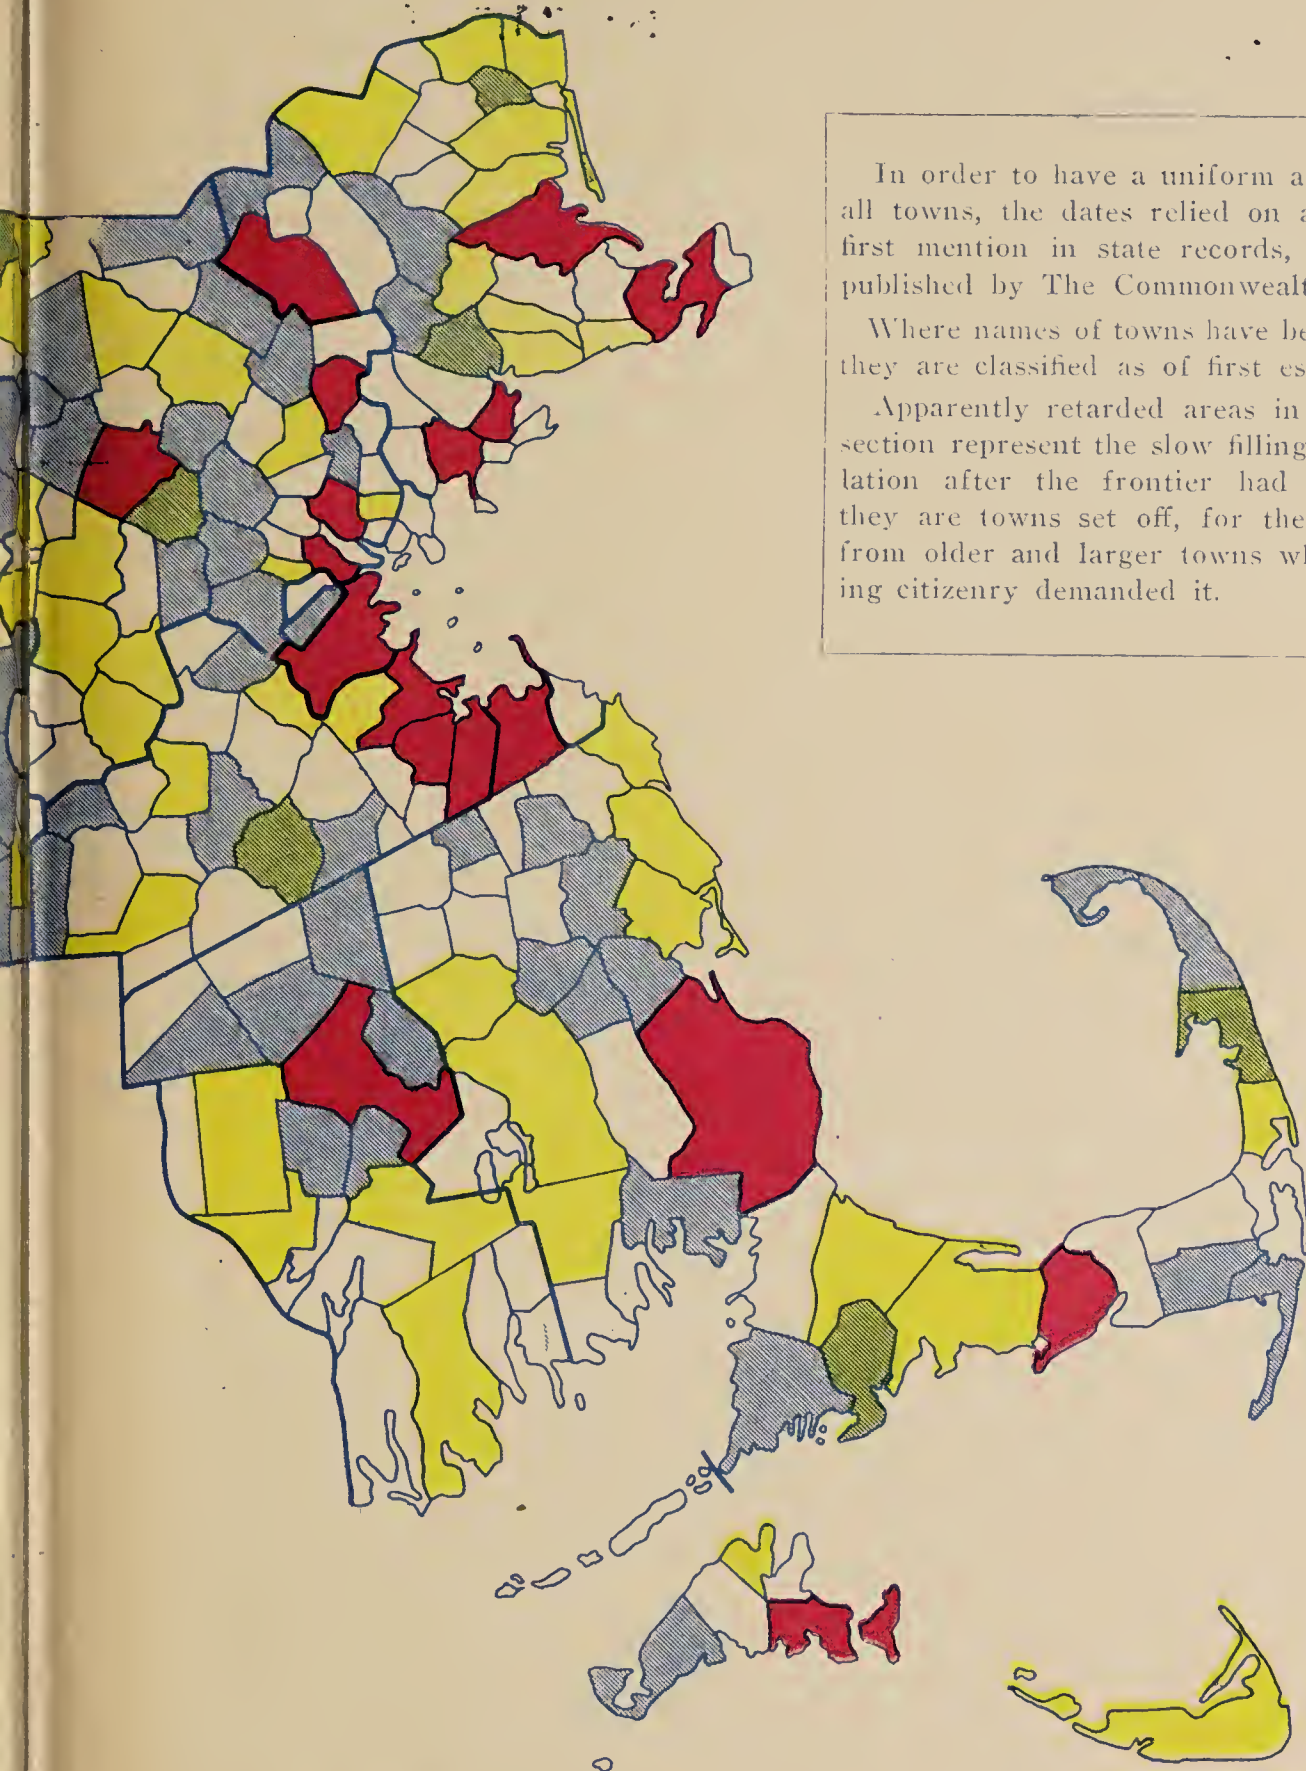 In order to have a uniform a
all towns, the dates relied on a
first mention in state records,
published by The Commonwealt
Where names of towns have be
they are classified as of first es
Apparently retarded areas in
section represent the slow filling
lation after the frontier had
they are towns set off, for the
from older and larger towns wh
ing citizenry demanded it.